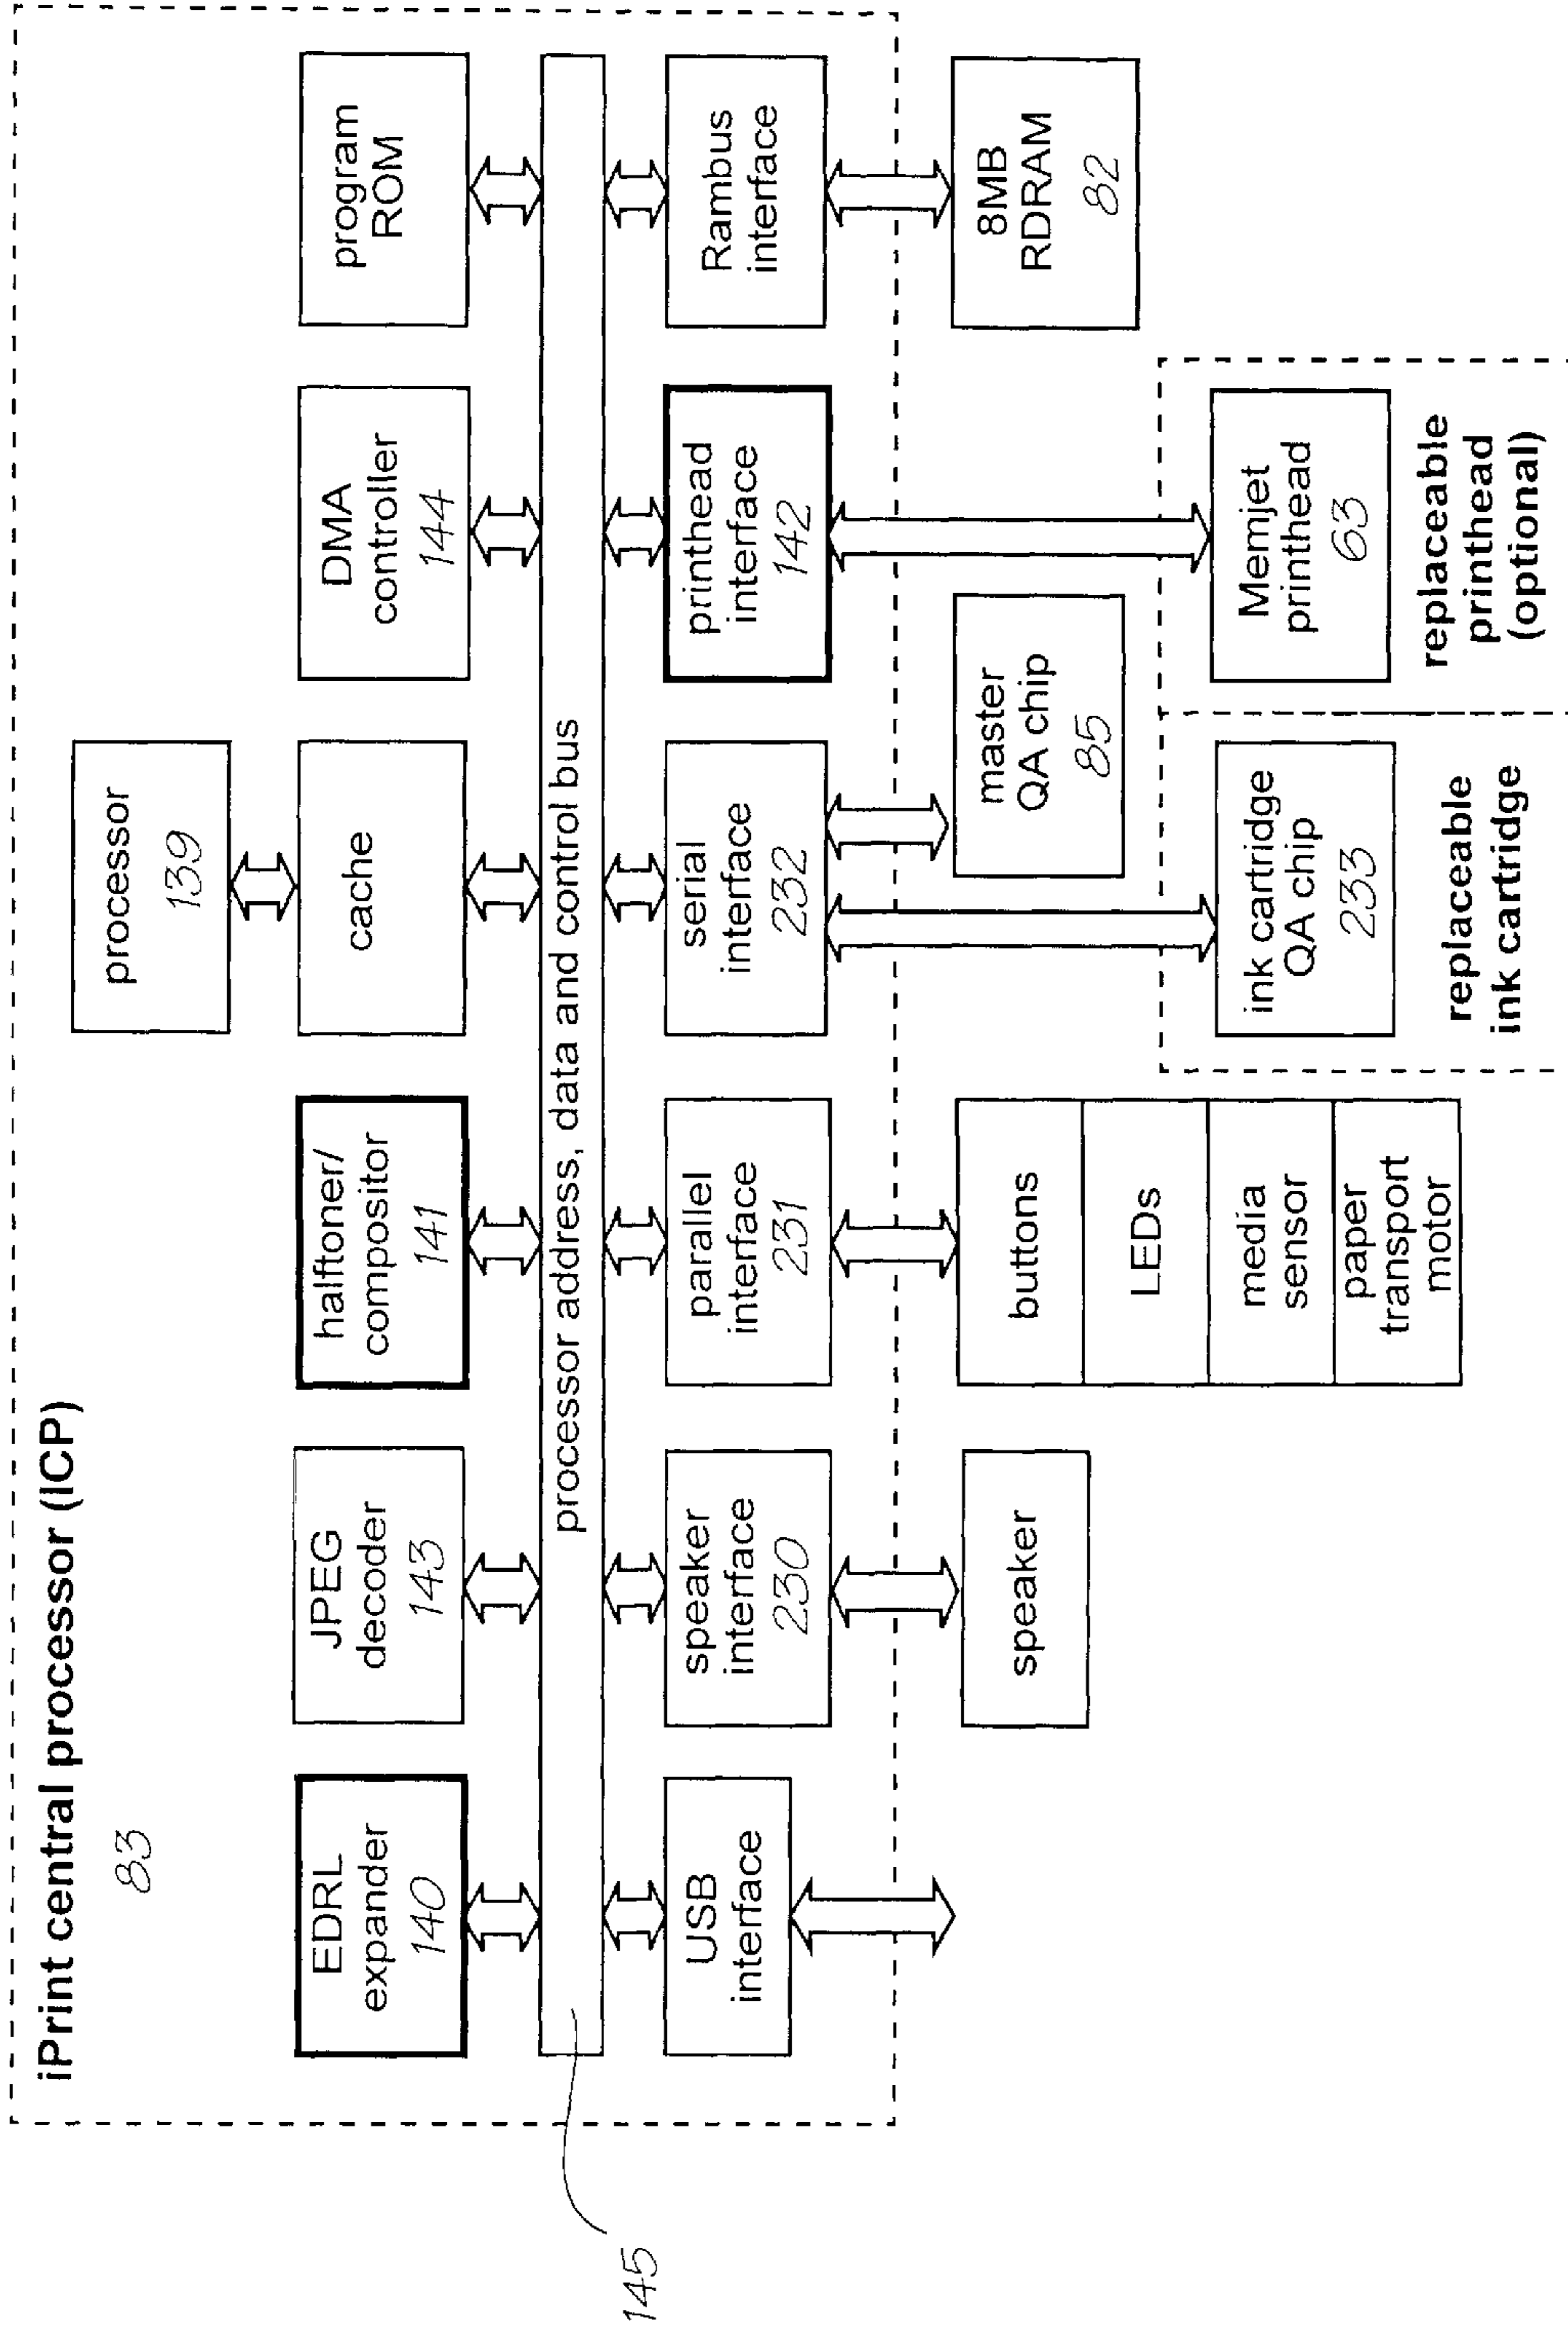 iPrint central processor (ICP)
83
processor
139
EDRL
expander
140
JPEG
decoder
143
halftoner/
compositor
141
cache
DMA
controller
144
program
ROM
processor address, data and control bus
145
USB
interface
speaker
interface
230
parallel
interface
231
serial
interface
232
printhead
interface
142
Rambus
interface
speaker
buttons
LEDs
media
sensor
paper
transport
motor
master
QA chip
85
8MB
RDRAM
82
ink cartridge
QA chip
233
replaceable
ink cartridge
Memjet
printhead
63
replaceable
printhead
(optional)